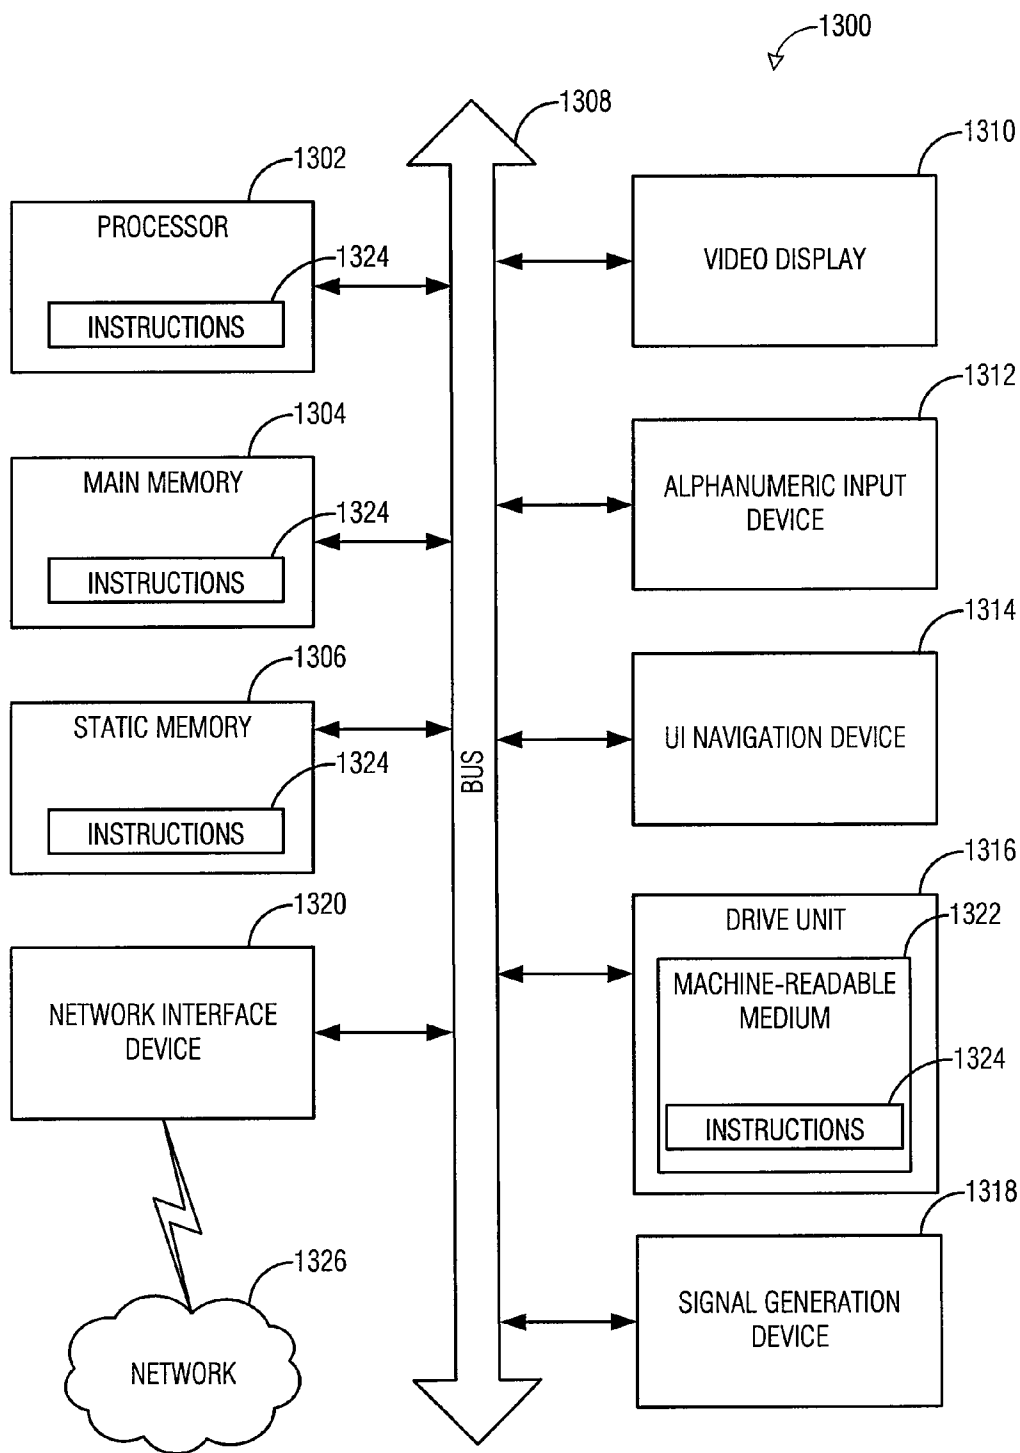 1300
1308
1302
PROCESSOR
1324
INSTRUCTIONS
1304
MAIN MEMORY
1324
INSTRUCTIONS
1306
STATIC MEMORY
1324
INSTRUCTIONS
1320
NETWORK INTERFACE
DEVICE
1326
NETWORK
BUS
1310
VIDEO DISPLAY
1312
ALPHANUMERIC INPUT
DEVICE
1314
UI NAVIGATION DEVICE
1316
DRIVE UNIT
1322
MACHINE-READABLE
MEDIUM
1324
INSTRUCTIONS
1318
SIGNAL GENERATION
DEVICE